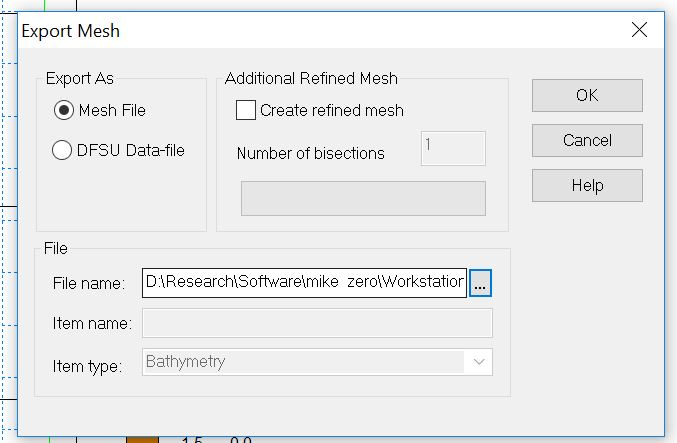 Export Mesh
Export As
Mesh File
DFSU Data-file
Additional Refined Mesh
Create refined mesh
Number of bisections
1
OK
Cancel
Help
File
File name:
D:\Research\Software\mike zero\Workstation
...
Item name:
Item type:
Bathymetry